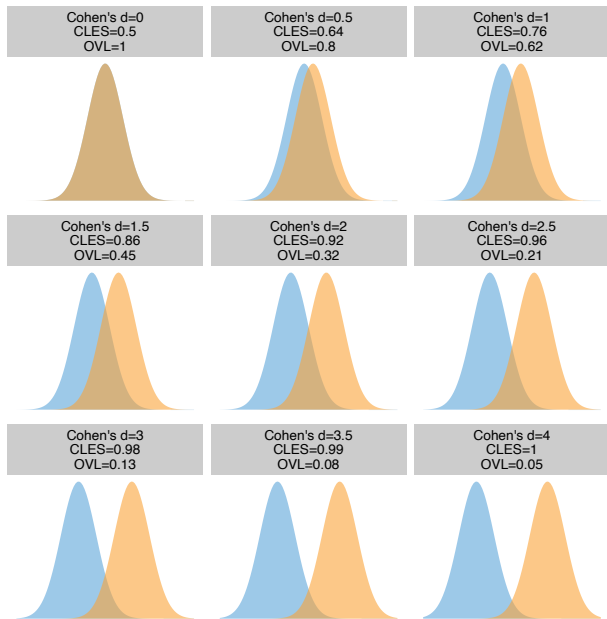 Cohen's d=0
CLES=0.5
OVL=1
Cohen's d=0.5
CLES=0.64
OVL=0.8
Cohen's d=1
CLES=0.76
OVL=0.62
Cohen's d=1.5
CLES=0.86
OVL=0.45
Cohen's d=2
CLES=0.92
OVL=0.32
Cohen's d=2.5
CLES=0.96
OVL=0.21
Cohen's d=3
CLES=0.98
OVL=0.13
Cohen's d=3.5
CLES=0.99
OVL=0.08
Cohen's d=4
CLES=1
OVL=0.05